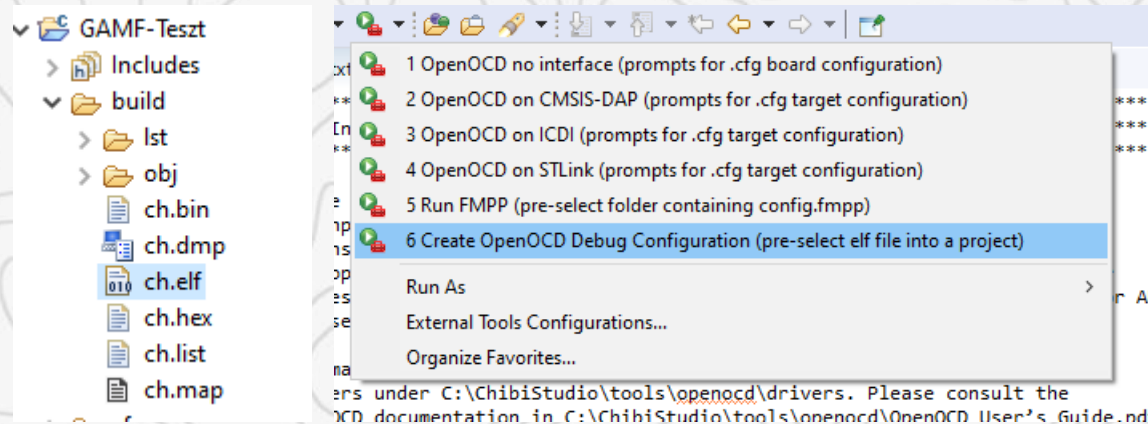 GAMF-Teszt
Includes
build
lst
obj
ch.bin
ch.dmp
ch.elf
ch.hex
ch.list
ch.map
1 OpenOCD no interface (prompts for .cfg board configuration)
2 OpenOCD on CMSIS-DAP (prompts for .cfg target configuration)
3 OpenOCD on ICDI (prompts for .cfg target configuration)
4 OpenOCD on STLink (prompts for .cfg target configuration)
5 Run FMPP (pre-select folder containing config.fmpp)
6 Create OpenOCD Debug Configuration (pre-select elf file into a project)
Run As
External Tools Configurations...
Organize Favorites...
ers under C:\ChibiStudio\tools\openocd\drivers. Please consult the
OCD documentation in C:\ChibiStudio\tools\openocd\OpenOCD User's Guide.pd